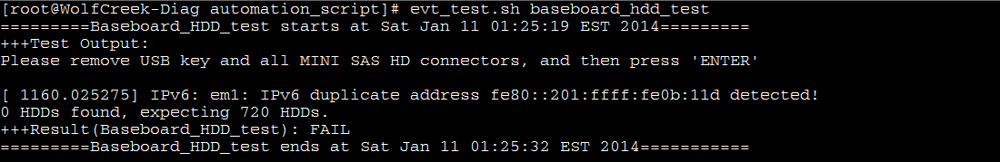 [root@WolfCreek-Diag automation_script]# evt_test.sh baseboard_hdd_test
=========Baseboard_HDD_test starts at Sat Jan 11 01:25:19 EST 2014=========
+++Test Output:
Please remove USB key and all MINI SAS HD connectors, and then press 'ENTER'
[ 1160.025275] IPv6: em1: IPv6 duplicate address fe80::201:ffff:fe0b:11d detected!
0 HDDs found, expecting 720 HDDs.
+++Result(Baseboard_HDD_test): FAIL
=========Baseboard_HDD_test ends at Sat Jan 11 01:25:32 EST 2014===========